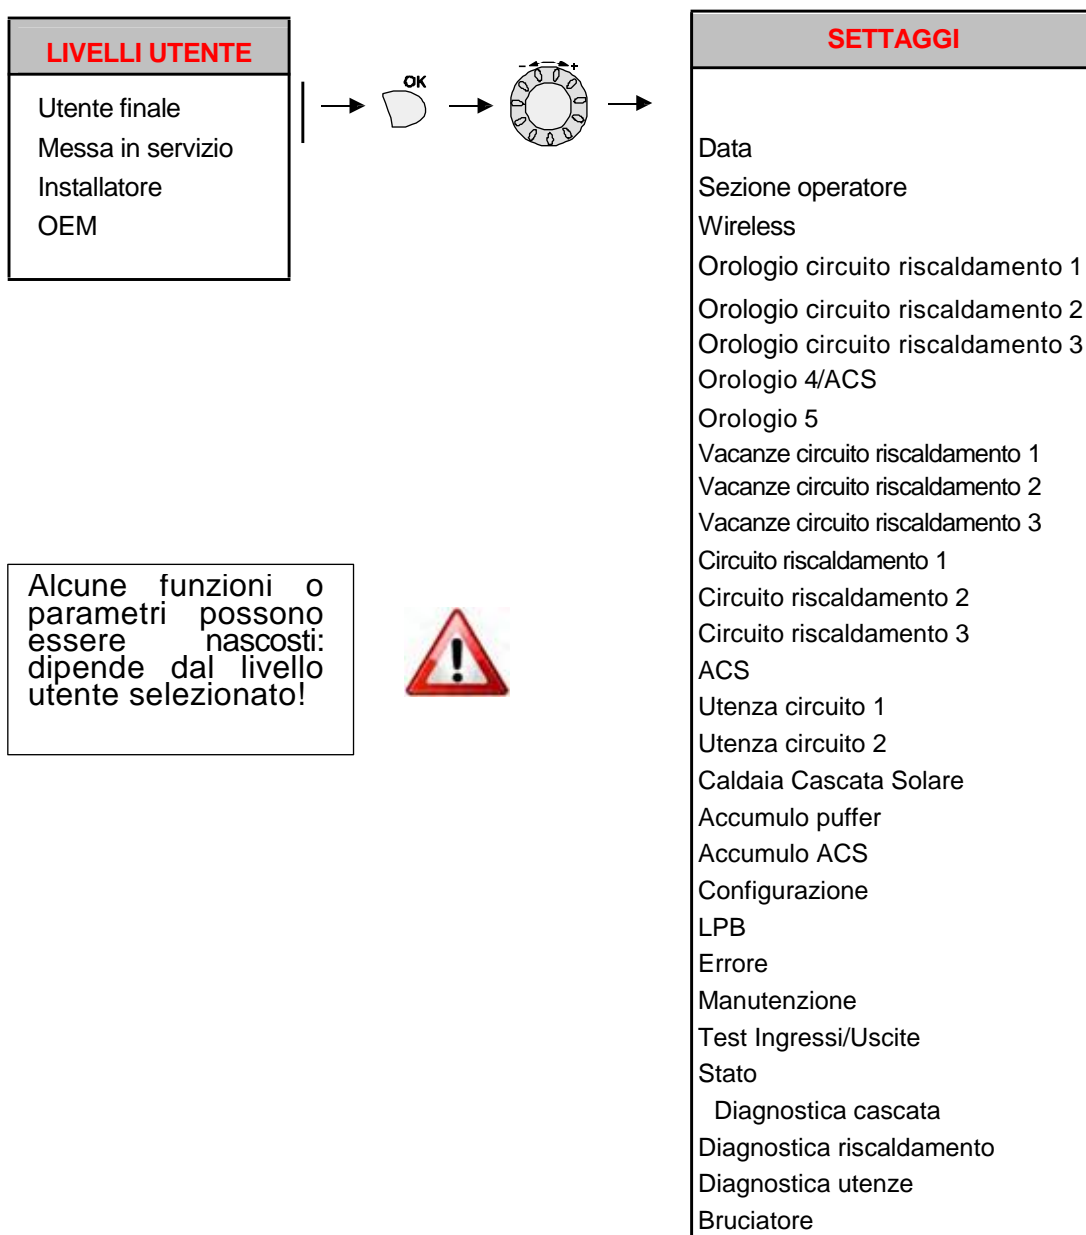 LIVELLI UTENTE
Utente finale
Messa in servizio
Installatore
OEM
OK
- +
SETTAGGI
Data
Sezione operatore
Wireless
Orologio circuito riscaldamento 1
Orologio circuito riscaldamento 2
Orologio circuito riscaldamento 3
Orologio 4/ACS
Orologio 5
Vacanze circuito riscaldamento 1
Vacanze circuito riscaldamento 2
Vacanze circuito riscaldamento 3
Circuito riscaldamento 1
Circuito riscaldamento 2
Circuito riscaldamento 3
ACS
Utenza circuito 1
Utenza circuito 2
Caldaia Cascata Solare
Accumulo puffer
Accumulo ACS
Configurazione
LPB
Errore
Manutenzione
Test Ingressi/Uscite
Stato
Diagnostica cascata
Diagnostica riscaldamento
Diagnostica utenze
Bruciatore
Alcune funzioni o
parametri possono
essere nascosti:
dipende dal livello
utente selezionato!